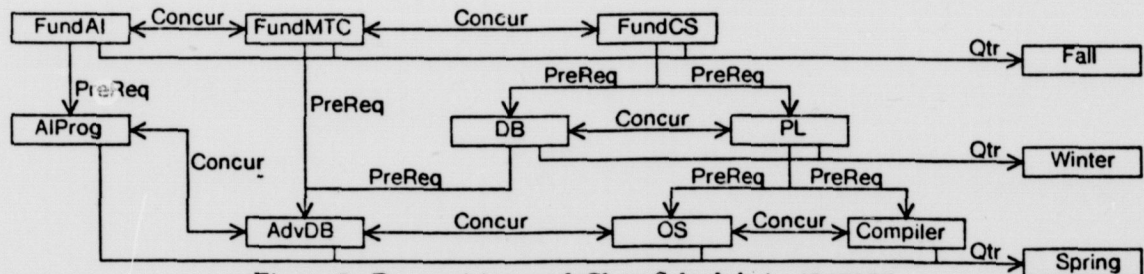 FundAI Concur FundMTC Concur FundCS
Qtr Fall
PreReq PreReq PreReq PreReq
AIProg DB Concur PL
Concur Qtr Winter
PreReq PreReq PreReq
AdvDB Concur OS Concur Compiler
Qtr Spring